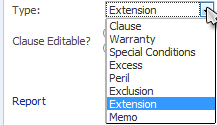 Type: Extension
Clause
Clause Editable? Warranty
Special Conditions
Excess
Peril
Exclusion
Report Extension
Memo